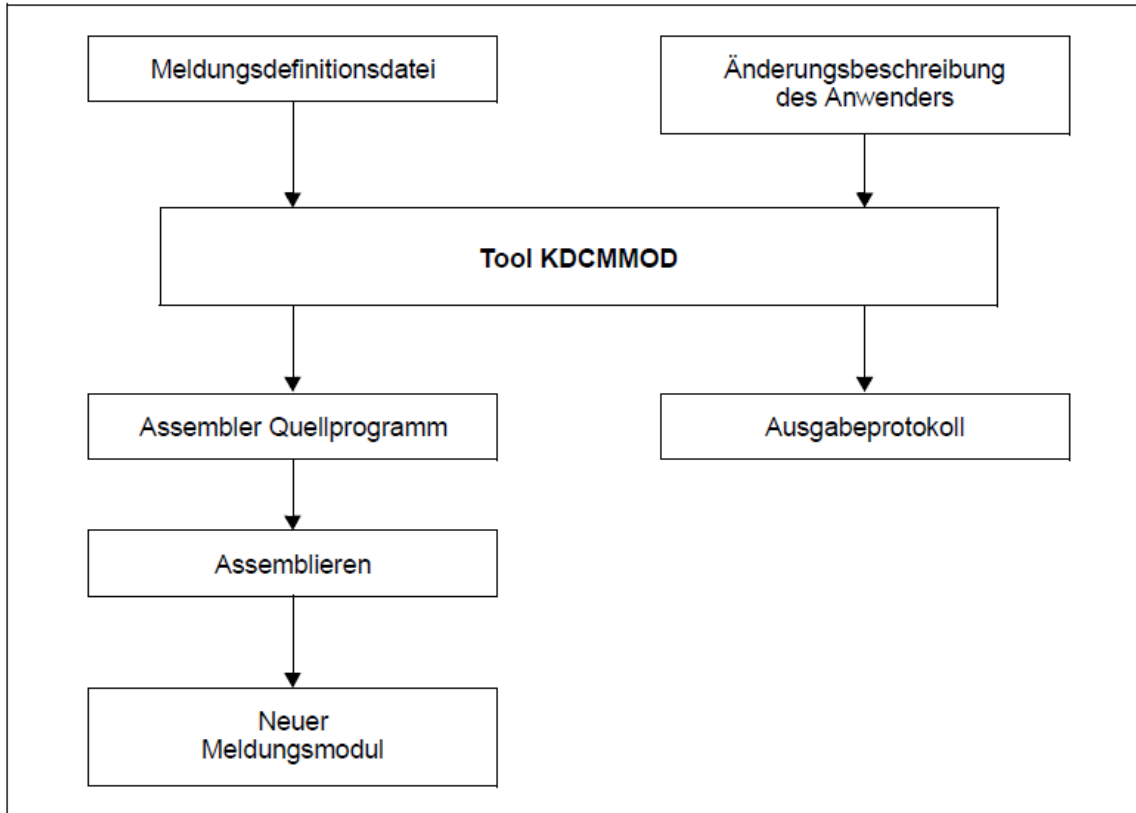 Meldungsdefinitionsdatei
Änderungsbeschreibung
des Anwenders
Tool KDCMMOD
Assembler Quellprogramm
Ausgabeprotokoll
Assemblieren
Neuer
Meldungsmodul